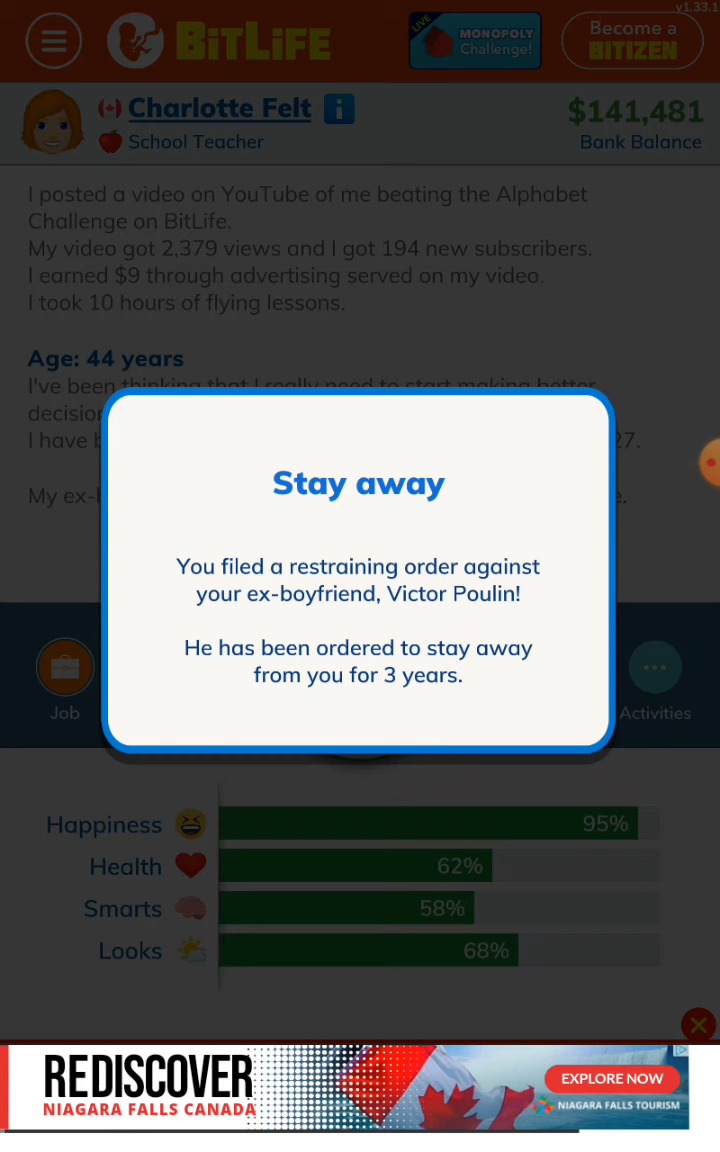 v1.33.1
LIVE
BiTLiFE
MONOPOLY
Challenge!
Become a
BITIZEN
Charlotte Felt i
$141,481
School Teacher
Bank Balance
I posted a video on YouTube of me beating the Alphabet
Challenge on BitLife.
My video got 2,379 views and I got 194 new subscribers.
I earned $9 through advertising served on my video.
I took 10 hours of flying lessons.
Age: 44 years
I've been thinking that I really need to start making better
decision
I have 27.
My ex- e.
Stay away
You filed a restraining order against
your ex-boyfriend, Victor Poulin!
He has been ordered to stay away
from you for 3 years.
Job
Activities
Happiness 95%
Health 62%
Smarts 58%
Looks 68%
REDISCOVER
NIAGARA FALLS CANADA
EXPLORE NOW
NIAGARA FALLS TOURISM